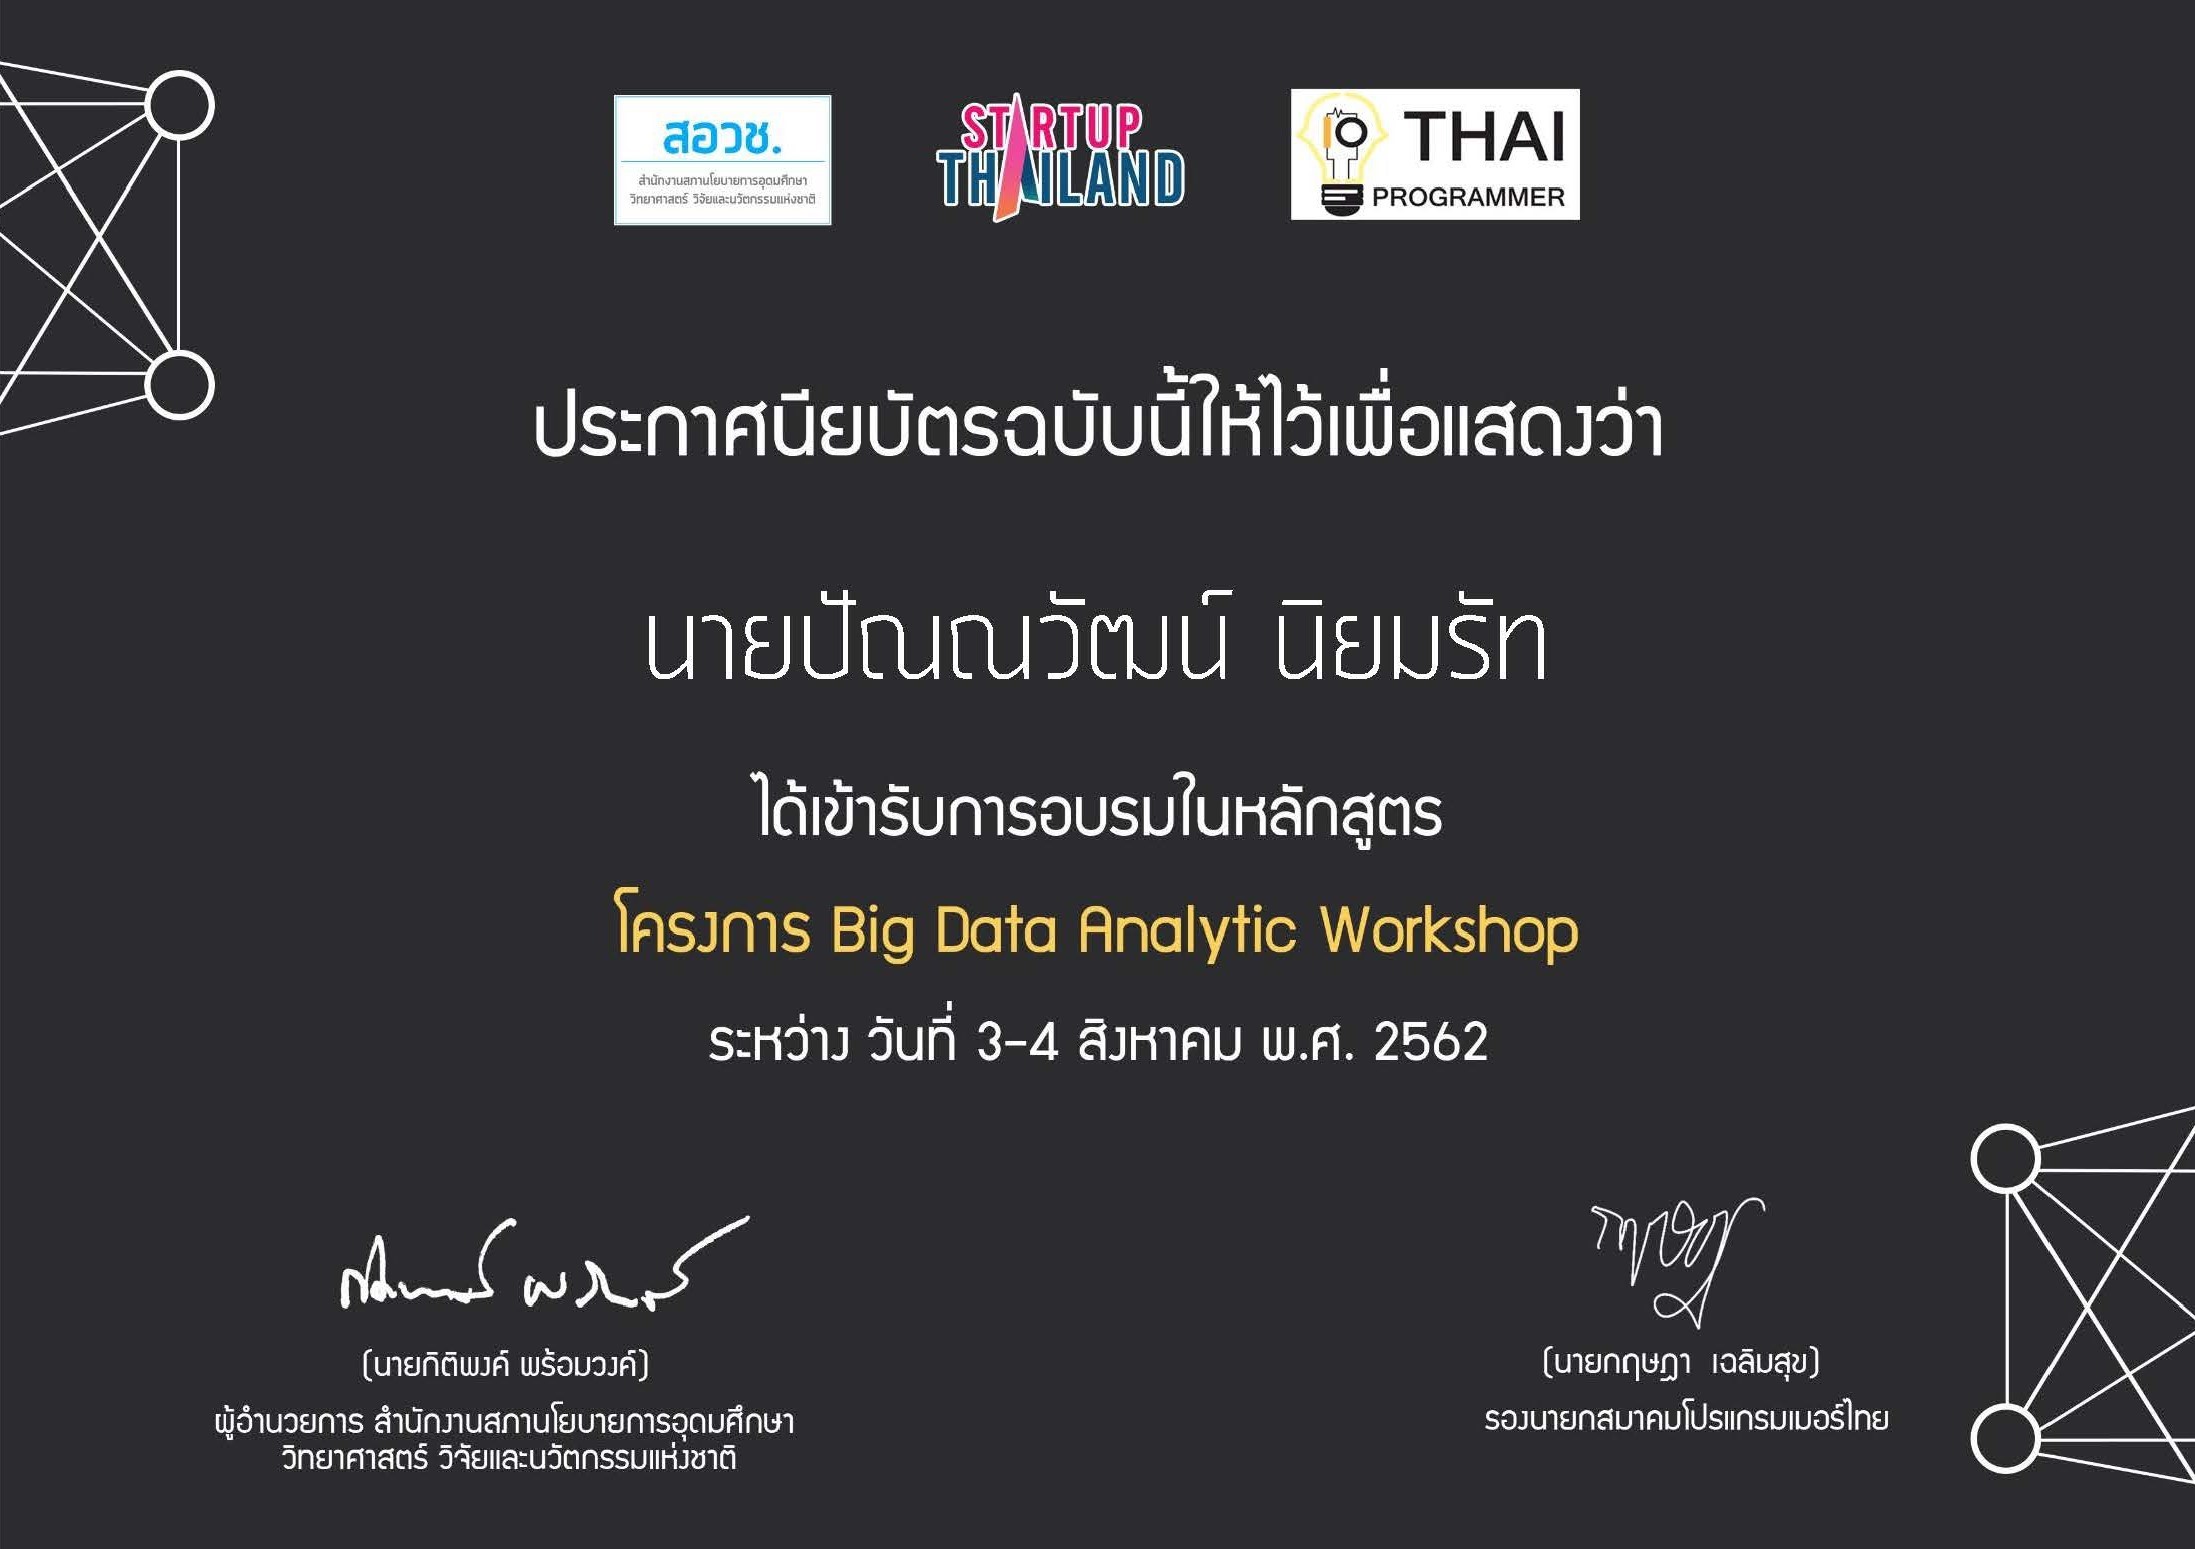 สอวช.
สำนักงานสภานโยบายการอุดมศึกษา
วิทยาศาสตร์ วิจัยและนวัตกรรมแห่งชาติ
STARTUP
THAILAND
THAI
PROGRAMMER
ประกาศนียบัตรฉบับนี้ให้ไว้เพื่อแสดงว่า
นายปัณณวัฒน์ นิยมรัท
ได้เข้ารับการอบรมในหลักสูตร
โครงการ Big Data Analytic Workshop
ระหว่าง วันที่ 3-4 สิงหาคม พ.ศ. 2562
(นายกิติพงค์ พร้อมวงค์)
ผู้อำนวยการ สำนักงานสภานโยบายการอุดมศึกษา
วิทยาศาสตร์ วิจัยและนวัตกรรมแห่งชาติ
(นายกฤษฎา เฉลิมสุข)
รองนายกสมาคมโปรแกรมเมอร์ไทย